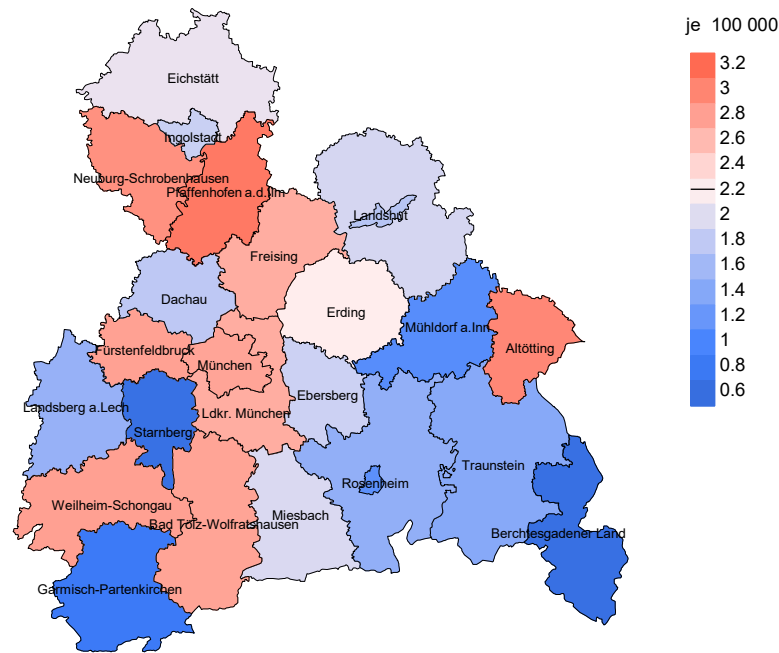 je 100 000
3.2
3
2.8
2.6
2.4
2.2
2
1.8
1.6
1.4
1.2
1
0.8
0.6
Eichstätt
Ingolstadt
Neuburg-Schrobenhausen
Pfaffenhofen a.d.Ilm
Landshut
Freising
Dachau
Erding
Mühldorf a.Inn
Altötting
Fürstenfeldbruck
München
Ebersberg
Landsberg a.Lech
Ldkr. München
Starnberg
Traunstein
Rosenheim
Weilheim-Schongau
Miesbach
Bad Tölz-Wolfratshausen
Berchtesgadener Land
Garmisch-Partenkirchen